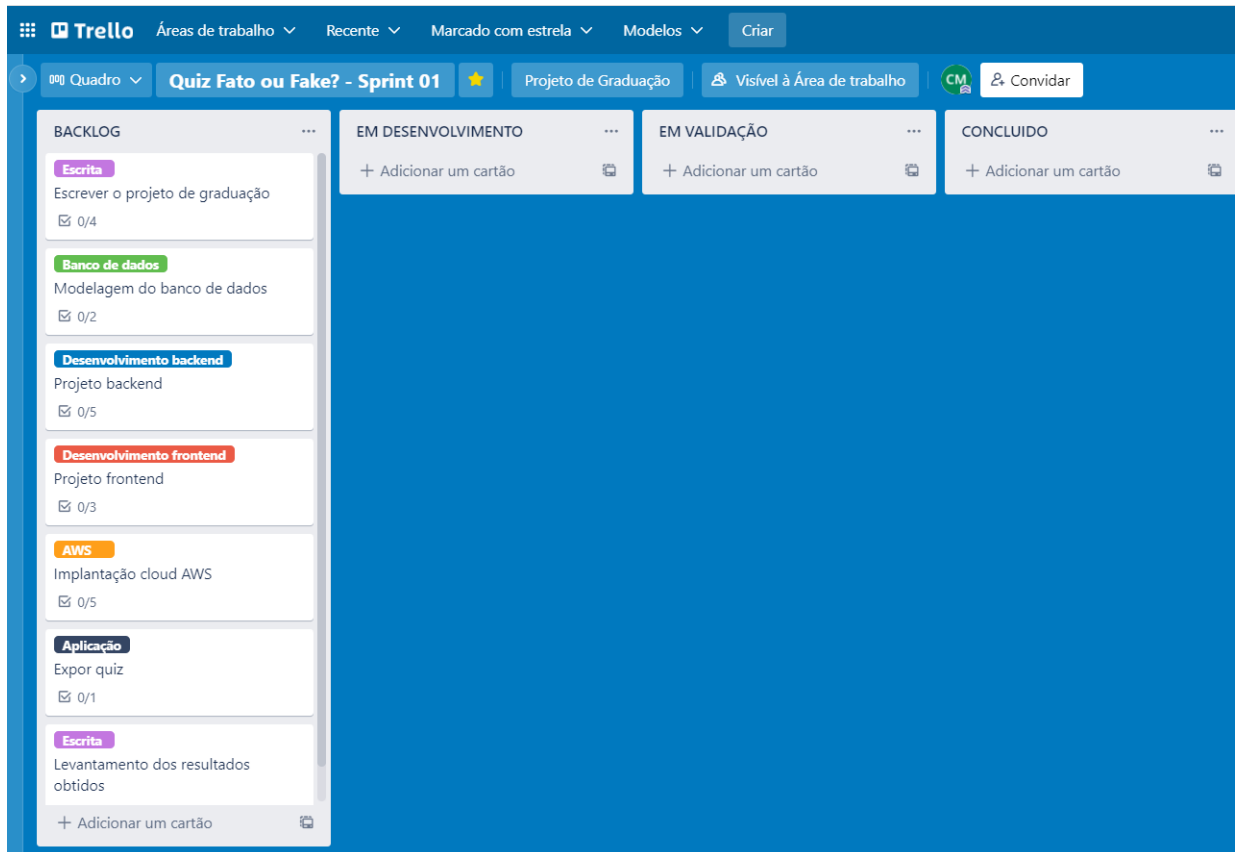 Trello Áreas de trabalho Recente Marcado com estrela Modelos Criar
Quadro Quiz Fato ou Fake? - Sprint 01 Projeto de Graduação Visível à Área de trabalho CM Convidar
BACKLOG
Escrita
Escrever o projeto de graduação
0/4
Banco de dados
Modelagem do banco de dados
0/2
Desenvolvimento backend
Projeto backend
0/5
Desenvolvimento frontend
Projeto frontend
0/3
AWS
Implantação cloud AWS
0/5
Aplicação
Expor quiz
0/1
Escrita
Levantamento dos resultados
obtidos
+ Adicionar um cartão
EM DESENVOLVIMENTO
+ Adicionar um cartão
EM VALIDAÇÃO
+ Adicionar um cartão
CONCLUIDO
+ Adicionar um cartão